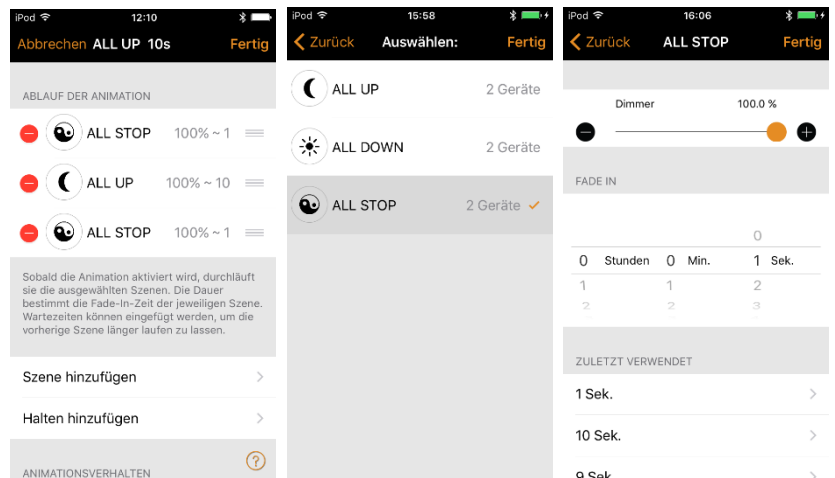 iPod 12:10
Abbrechen ALL UP 10s Fertig
ABLAUF DER ANIMATION
ALL STOP 100% ~ 1
ALL UP 100% ~ 10
ALL STOP 100% ~ 1
Sobald die Animation aktiviert wird, durchläuft
sie die ausgewählten Szenen. Die Dauer
bestimmt die Fade-In-Zeit der jeweiligen Szene.
Wartezeiten können eingefügt werden, um die
vorherige Szene länger laufen zu lassen.
Szene hinzufügen
Halten hinzufügen
?
ANIMATIONSVERHALTEN
iPod 15:58
Zurück Auswählen: Fertig
ALL UP 2 Geräte
ALL DOWN 2 Geräte
ALL STOP 2 Geräte
iPod 16:06
Zurück ALL STOP Fertig
Dimmer 100.0 %
FADE IN
0
0 Stunden 0 Min. 1 Sek.
1 1 2
2 2 3
ZULETZT VERWENDET
1 Sek.
10 Sek.
9 Sek.